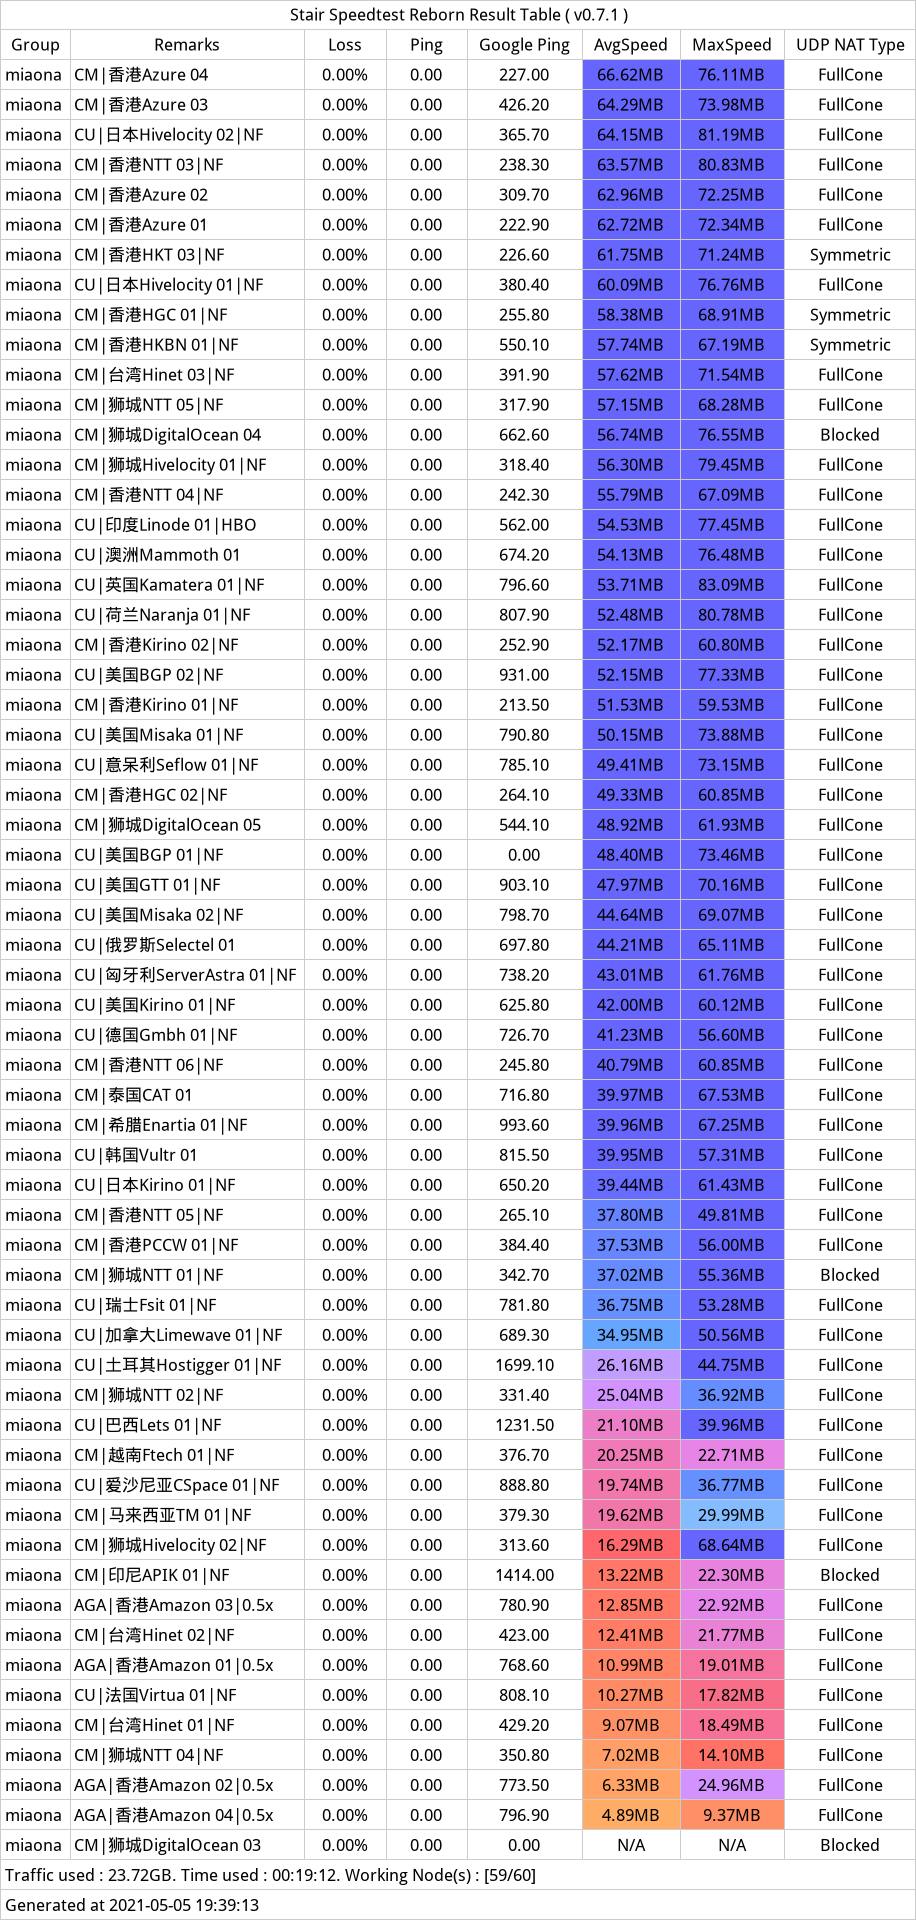 Stair Speedtest Reborn Result Table ( v0.7.1 )
Group Remarks Loss Ping Google Ping AvgSpeed MaxSpeed UDP NAT Type
miaona CM|香港Azure 04 0.00% 0.00 227.00 66.62MB 76.11MB FullCone
miaona CM|香港Azure 03 0.00% 0.00 426.20 64.29MB 73.98MB FullCone
miaona CU|日本Hivelocity 02|NF 0.00% 0.00 365.70 64.15MB 81.19MB FullCone
miaona CM|香港NTT 03|NF 0.00% 0.00 238.30 63.57MB 80.83MB FullCone
miaona CM|香港Azure 02 0.00% 0.00 309.70 62.96MB 72.25MB FullCone
miaona CM|香港Azure 01 0.00% 0.00 222.90 62.72MB 72.34MB FullCone
miaona CM|香港HKT 03|NF 0.00% 0.00 226.60 61.75MB 71.24MB Symmetric
miaona CU|日本Hivelocity 01|NF 0.00% 0.00 380.40 60.09MB 76.76MB FullCone
miaona CM|香港HGC 01|NF 0.00% 0.00 255.80 58.38MB 68.91MB Symmetric
miaona CM|香港HKBN 01|NF 0.00% 0.00 550.10 57.74MB 67.19MB Symmetric
miaona CM|台湾Hinet 03|NF 0.00% 0.00 391.90 57.62MB 71.54MB FullCone
miaona CM|狮城NTT 05|NF 0.00% 0.00 317.90 57.15MB 68.28MB FullCone
miaona CM|狮城DigitalOcean 04 0.00% 0.00 662.60 56.74MB 76.55MB Blocked
miaona CM|狮城Hivelocity 01|NF 0.00% 0.00 318.40 56.30MB 79.45MB FullCone
miaona CM|香港NTT 04|NF 0.00% 0.00 242.30 55.79MB 67.09MB FullCone
miaona CU|印度Linode 01|HBO 0.00% 0.00 562.00 54.53MB 77.45MB FullCone
miaona CU|澳洲Mammoth 01 0.00% 0.00 674.20 54.13MB 76.48MB FullCone
miaona CU|英国Kamatera 01|NF 0.00% 0.00 796.60 53.71MB 83.09MB FullCone
miaona CU|荷兰Naranja 01|NF 0.00% 0.00 807.90 52.48MB 80.78MB FullCone
miaona CM|香港Kirino 02|NF 0.00% 0.00 252.90 52.17MB 60.80MB FullCone
miaona CU|美国BGP 02|NF 0.00% 0.00 931.00 52.15MB 77.33MB FullCone
miaona CM|香港Kirino 01|NF 0.00% 0.00 213.50 51.53MB 59.53MB FullCone
miaona CU|美国Misaka 01|NF 0.00% 0.00 790.80 50.15MB 73.88MB FullCone
miaona CU|意呆利Seflow 01|NF 0.00% 0.00 785.10 49.41MB 73.15MB FullCone
miaona CM|香港HGC 02|NF 0.00% 0.00 264.10 49.33MB 60.85MB FullCone
miaona CM|狮城DigitalOcean 05 0.00% 0.00 544.10 48.92MB 61.93MB FullCone
miaona CU|美国BGP 01|NF 0.00% 0.00 0.00 48.40MB 73.46MB FullCone
miaona CU|美国GTT 01|NF 0.00% 0.00 903.10 47.97MB 70.16MB FullCone
miaona CU|美国Misaka 02|NF 0.00% 0.00 798.70 44.64MB 69.07MB FullCone
miaona CU|俄罗斯Selectel 01 0.00% 0.00 697.80 44.21MB 65.11MB FullCone
miaona CU|匈牙利ServerAstra 01|NF 0.00% 0.00 738.20 43.01MB 61.76MB FullCone
miaona CU|美国Kirino 01|NF 0.00% 0.00 625.80 42.00MB 60.12MB FullCone
miaona CU|德国Gmbh 01|NF 0.00% 0.00 726.70 41.23MB 56.60MB FullCone
miaona CM|香港NTT 06|NF 0.00% 0.00 245.80 40.79MB 60.85MB FullCone
miaona CM|泰国CAT 01 0.00% 0.00 716.80 39.97MB 67.53MB FullCone
miaona CM|希腊Enartia 01|NF 0.00% 0.00 993.60 39.96MB 67.25MB FullCone
miaona CU|韩国Vultr 01 0.00% 0.00 815.50 39.95MB 57.31MB FullCone
miaona CU|日本Kirino 01|NF 0.00% 0.00 650.20 39.44MB 61.43MB FullCone
miaona CM|香港NTT 05|NF 0.00% 0.00 265.10 37.80MB 49.81MB FullCone
miaona CM|香港PCCW 01|NF 0.00% 0.00 384.40 37.53MB 56.00MB FullCone
miaona CM|狮城NTT 01|NF 0.00% 0.00 342.70 37.02MB 55.36MB Blocked
miaona CU|瑞士Fsit 01|NF 0.00% 0.00 781.80 36.75MB 53.28MB FullCone
miaona CU|加拿大Limewave 01|NF 0.00% 0.00 689.30 34.95MB 50.56MB FullCone
miaona CU|土耳其Hostigger 01|NF 0.00% 0.00 1699.10 26.16MB 44.75MB FullCone
miaona CM|狮城NTT 02|NF 0.00% 0.00 331.40 25.04MB 36.92MB FullCone
miaona CU|巴西Lets 01|NF 0.00% 0.00 1231.50 21.10MB 39.96MB FullCone
miaona CM|越南Ftech 01|NF 0.00% 0.00 376.70 20.25MB 22.71MB FullCone
miaona CU|爱沙尼亚CSpace 01|NF 0.00% 0.00 888.80 19.74MB 36.77MB FullCone
miaona CM|马来西亚TM 01|NF 0.00% 0.00 379.30 19.62MB 29.99MB FullCone
miaona CM|狮城Hivelocity 02|NF 0.00% 0.00 313.60 16.29MB 68.64MB FullCone
miaona CM|印尼APIK 01|NF 0.00% 0.00 1414.00 13.22MB 22.30MB Blocked
miaona AGA|香港Amazon 03|0.5x 0.00% 0.00 780.90 12.85MB 22.92MB FullCone
miaona CM|台湾Hinet 02|NF 0.00% 0.00 423.00 12.41MB 21.77MB FullCone
miaona AGA|香港Amazon 01|0.5x 0.00% 0.00 768.60 10.99MB 19.01MB FullCone
miaona CU|法国Virtua 01|NF 0.00% 0.00 808.10 10.27MB 17.82MB FullCone
miaona CM|台湾Hinet 01|NF 0.00% 0.00 429.20 9.07MB 18.49MB FullCone
miaona CM|狮城NTT 04|NF 0.00% 0.00 350.80 7.02MB 14.10MB FullCone
miaona AGA|香港Amazon 02|0.5x 0.00% 0.00 773.50 6.33MB 24.96MB FullCone
miaona AGA|香港Amazon 04|0.5x 0.00% 0.00 796.90 4.89MB 9.37MB FullCone
miaona CM|狮城DigitalOcean 03 0.00% 0.00 0.00 N/A N/A Blocked
Traffic used : 23.72GB. Time used : 00:19:12. Working Node(s) : [59/60]
Generated at 2021-05-05 19:39:13